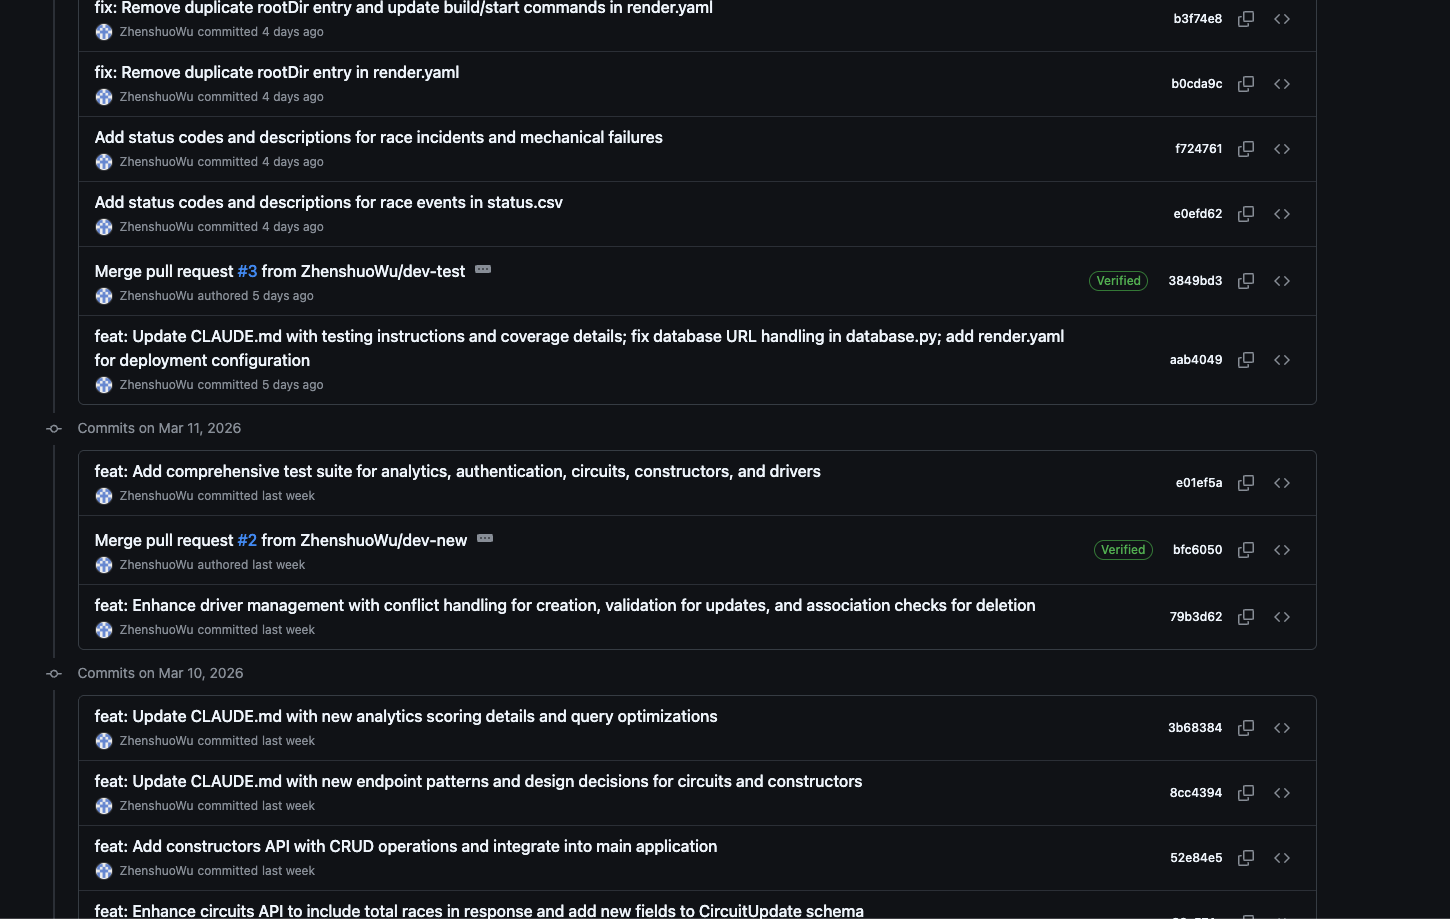 fix: Remove duplicate rootDir entry and update build/start commands in render.yaml
ZhenshuoWu committed 4 days ago
b3f74e8
fix: Remove duplicate rootDir entry in render.yaml
ZhenshuoWu committed 4 days ago
b0cda9c
Add status codes and descriptions for race incidents and mechanical failures
ZhenshuoWu committed 4 days ago
f724761
Add status codes and descriptions for race events in status.csv
ZhenshuoWu committed 4 days ago
e0efd62
Merge pull request #3 from ZhenshuoWu/dev-test
ZhenshuoWu authored 5 days ago
Verified 3849bd3
feat: Update CLAUDE.md with testing instructions and coverage details; fix database URL handling in database.py; add render.yaml
for deployment configuration
ZhenshuoWu committed 5 days ago
aab4049
Commits on Mar 11, 2026
feat: Add comprehensive test suite for analytics, authentication, circuits, constructors, and drivers
ZhenshuoWu committed last week
e01ef5a
Merge pull request #2 from ZhenshuoWu/dev-new
ZhenshuoWu authored last week
Verified bfc6050
feat: Enhance driver management with conflict handling for creation, validation for updates, and association checks for deletion
ZhenshuoWu committed last week
79b3d62
Commits on Mar 10, 2026
feat: Update CLAUDE.md with new analytics scoring details and query optimizations
ZhenshuoWu committed last week
3b68384
feat: Update CLAUDE.md with new endpoint patterns and design decisions for circuits and constructors
ZhenshuoWu committed last week
8cc4394
feat: Add constructors API with CRUD operations and integrate into main application
ZhenshuoWu committed last week
52e84e5
feat: Enhance circuits API to include total races in response and add new fields to CircuitUpdate schema